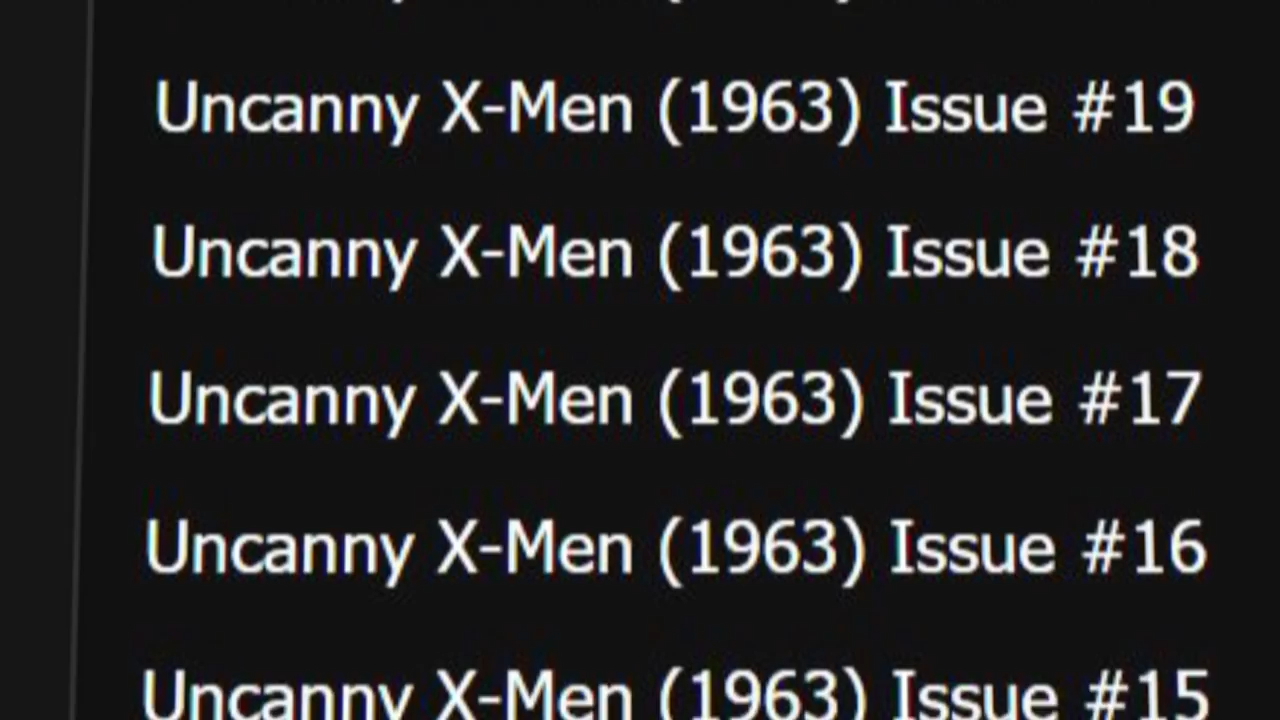 Uncanny X-Men (1963) Issue #19
Uncanny X-Men (1963) Issue #18
Uncanny X-Men (1963) Issue #17
Uncanny X-Men (1963) Issue #16
Uncanny X-Men (1963) Issue #15